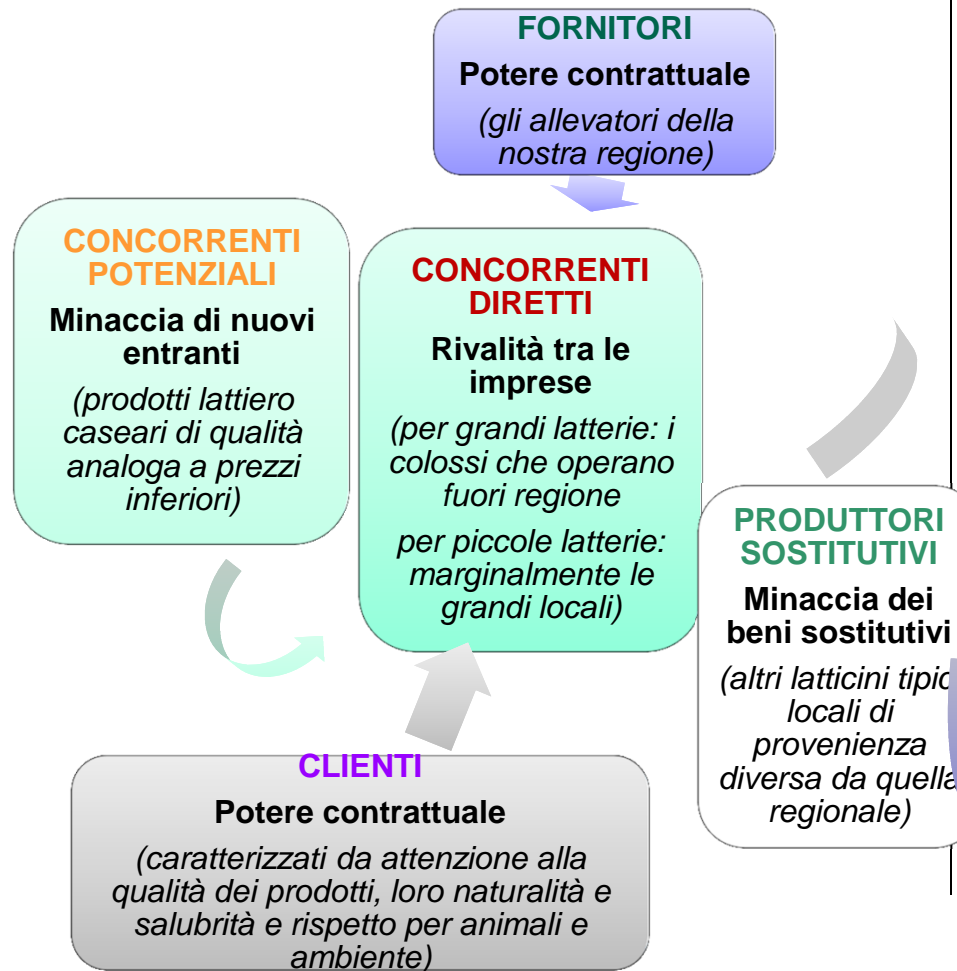 FORNITORI
Potere contrattuale
(gli allevatori della
nostra regione)
CONCORRENTI
POTENZIALI
Minaccia di nuovi
entranti
(prodotti lattiero
caseari di qualità
analoga a prezzi
inferiori)
CONCORRENTI
DIRETTI
Rivalità tra le
imprese
(per grandi latterie: i
colossi che operano
fuori regione
per piccole latterie:
marginalmente le
grandi locali)
PRODUTTORI
SOSTITUTIVI
Minaccia dei
beni sostitutivi
(altri latticini tipic
locali di
provenienza
diversa da quella
regionale)
CLIENTI
Potere contrattuale
(caratterizzati da attenzione alla
qualità dei prodotti, loro naturalità e
salubrità e rispetto per animali e
ambiente)